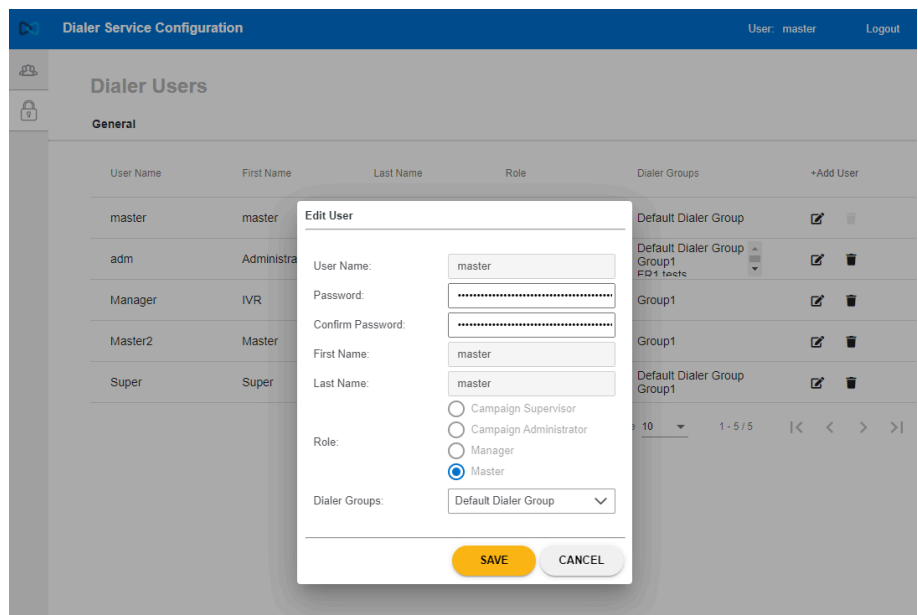 Dialer Service Configuration
User: master
Logout
Dialer Users
General
User Name First Name Last Name Role Dialer Groups +Add User
master master Default Dialer Group
adm Administra Default Dialer Group
Group1
ER1 tests
Manager IVR Group1
Master2 Master Group1
Super Super Default Dialer Group
Group1
10 1 - 5 / 5
Edit User
User Name: master
Password: ••••••••••••••••••••••••••••••••••••••••
Confirm Password: ••••••••••••••••••••••••••••••••••••••••
First Name: master
Last Name: master
Role:
Campaign Supervisor
Campaign Administrator
Manager
Master
Dialer Groups: Default Dialer Group
SAVE CANCEL